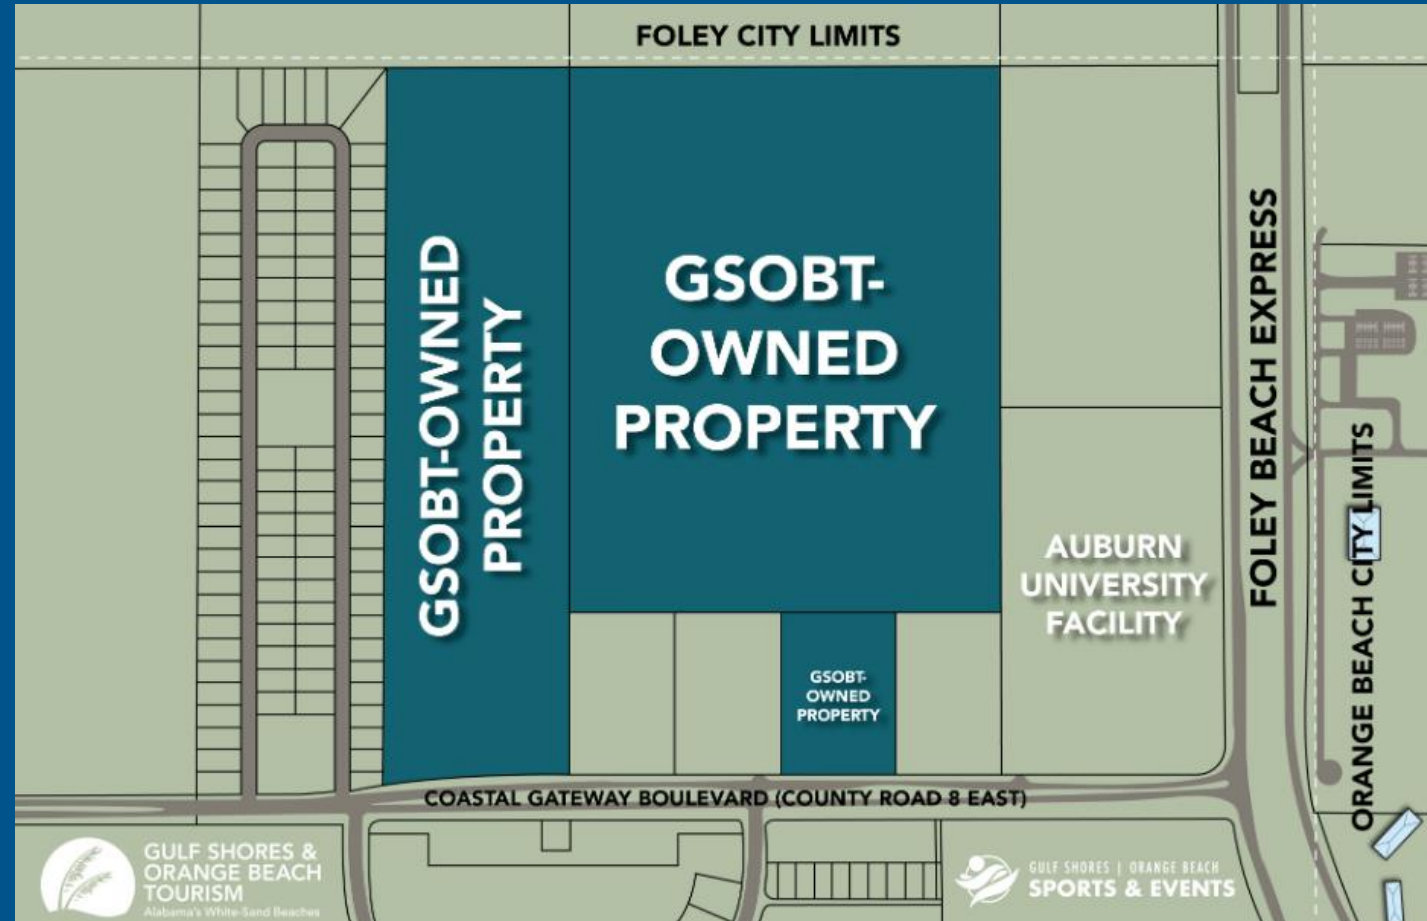 FOLEY CITY LIMITS
GSOBT-OWNED
PROPERTY
GSOBT-
OWNED
PROPERTY
GSOBT-
OWNED
PROPERTY
AUBURN
UNIVERSITY
FACILITY
FOLEY BEACH EXPRESS
ORANGE BEACH CITY LIMITS
COASTAL GATEWAY BOULEVARD (COUNTY ROAD 8 EAST)
GULF SHORES &
ORANGE BEACH
TOURISM
Alabama's White-Sand Beaches
GULF SHORES | ORANGE BEACH
SPORTS & EVENTS